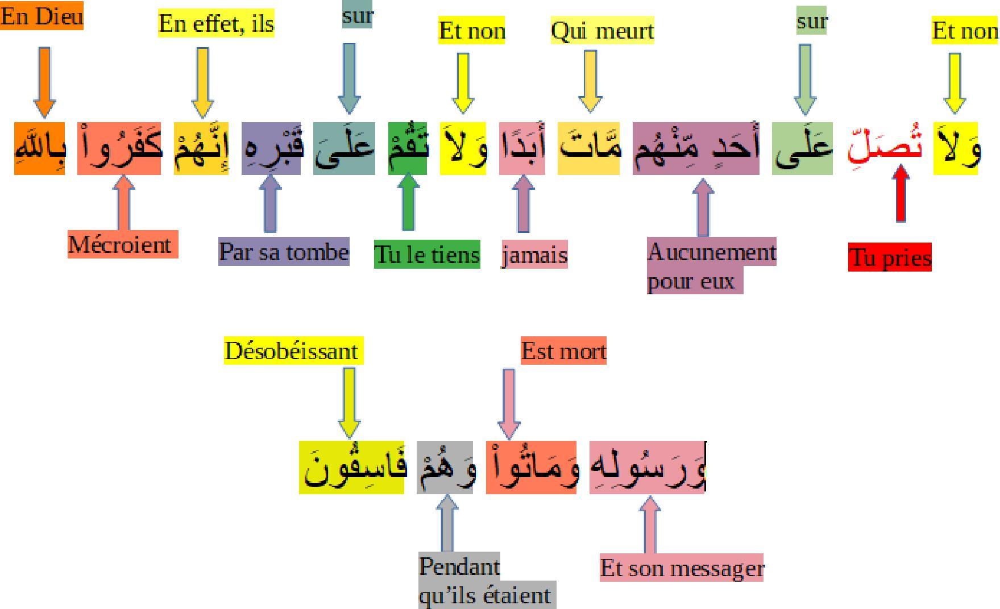 En Dieu
En effet, ils
sur
Et non
Qui meurt
sur
Et non
وَلاَ تُصَلِّ عَلَى أَحَدٍ مِّنْهُم مَّاتَ أَبَدًا وَلاَ تَقُمْ عَلَىَ قَبْرِهِ إِنَّهُمْ كَفَرُواْ بِاللَّهِ
Mécroient
Par sa tombe
Tu le tiens
jamais
Aucunement
pour eux
Tu pries
Désobéissant
Est mort
وَرَسُولِهِ وَمَاتُواْ وَهُمْ فَاسِقُونَ
Pendant
qu’ils étaient
Et son messager